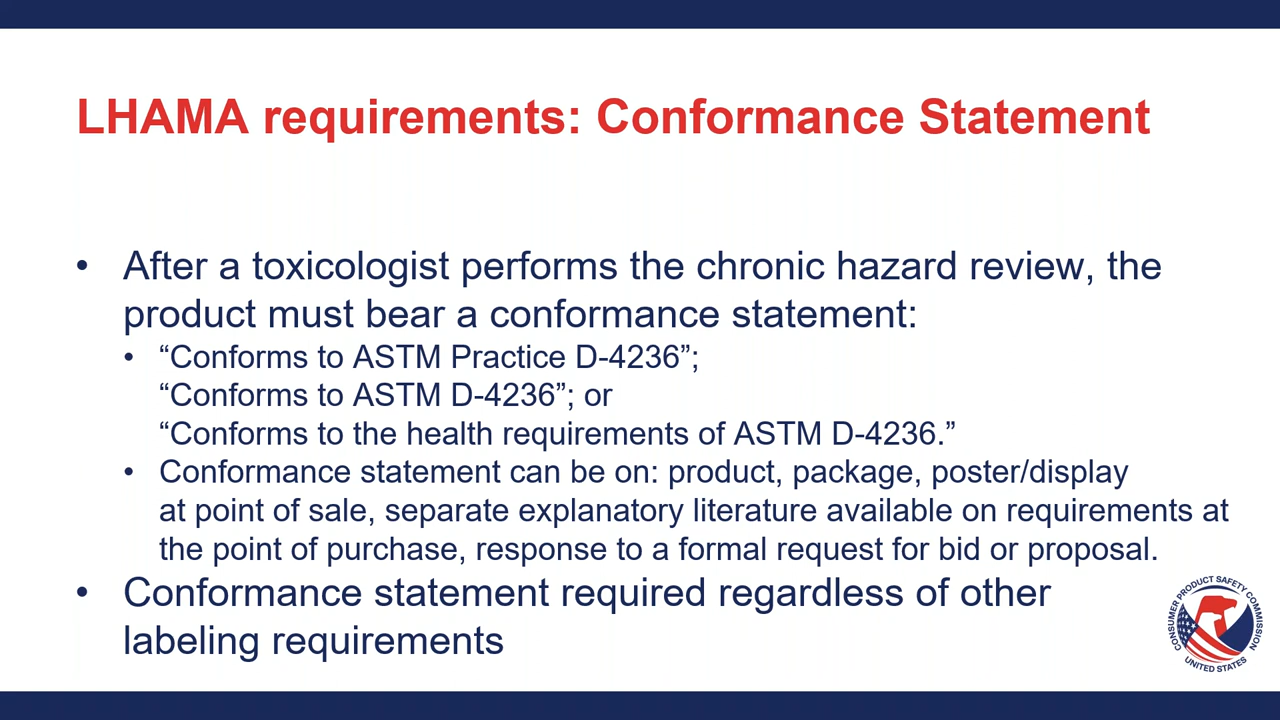 LHAMA requirements: Conformance Statement
• After a toxicologist performs the chronic hazard review, the
product must bear a conformance statement:
• “Conforms to ASTM Practice D-4236”;
“Conforms to ASTM D-4236”; or
“Conforms to the health requirements of ASTM D-4236.”
• Conformance statement can be on: product, package, poster/display
at point of sale, separate explanatory literature available on requirements at
the point of purchase, response to a formal request for bid or proposal.
• Conformance statement required regardless of other
labeling requirements
CONSUMER PRODUCT SAFETY COMMISSION
UNITED STATES